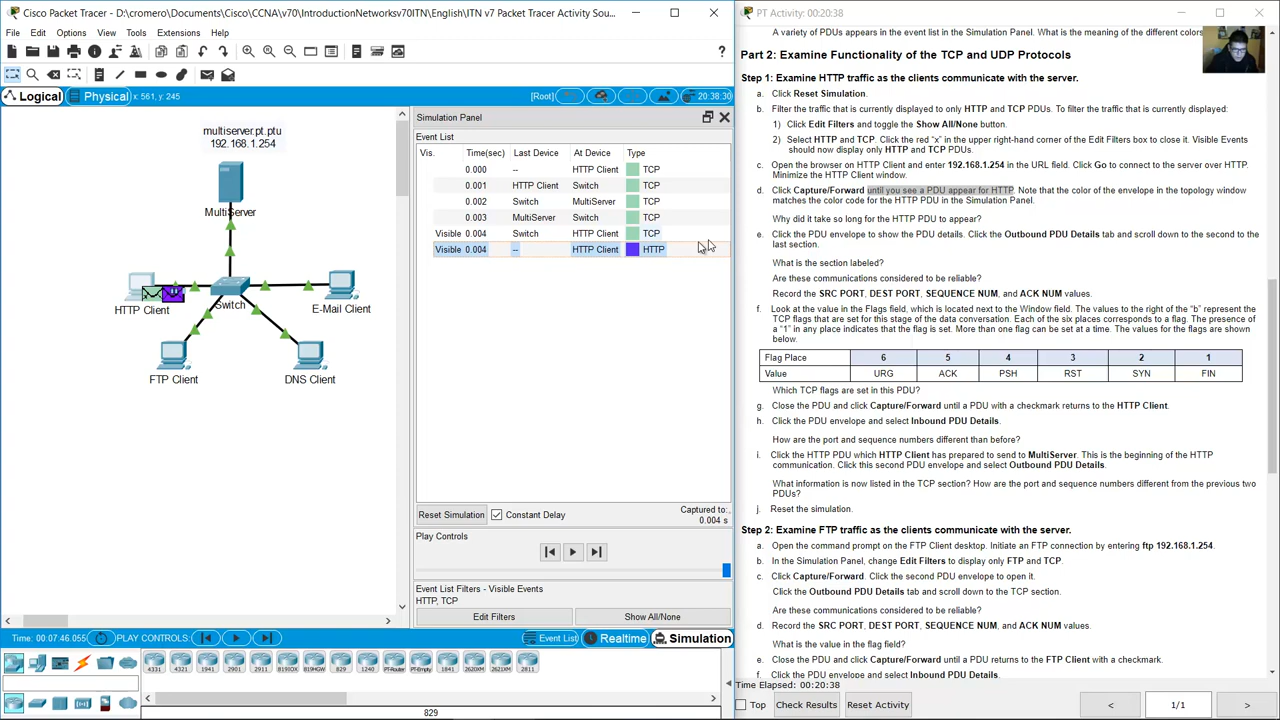 Cisco Packet Tracer - C:\Users\cromero\Documents\Cisco\CCNA\v70\IntroductionNetworksv70ITN\English\ITN v7 Packet Tracer Activity Sou...
File Edit Options View Tools Extensions Help
?
Logical Physical x: 561, y: 245 [Root] 20:38:30
multiserver.pt.ptu
192.168.1.254
MultiServer
Switch
HTTP Client
E-Mail Client
FTP Client
DNS Client
Simulation Panel
Event List
Vis. Time(sec) Last Device At Device Type
0.000 -- HTTP Client TCP
0.001 HTTP Client Switch TCP
0.002 Switch MultiServer TCP
0.003 MultiServer Switch TCP
Visible 0.004 Switch HTTP Client TCP
Visible 0.004 -- HTTP Client HTTP
Reset Simulation Constant Delay Captured to:
0.004 s
Play Controls
Event List Filters - Visible Events
HTTP, TCP
Edit Filters Show All/None
Time: 00:07:46.055 PLAY CONTROLS: Event List Realtime Simulation
4331 4321 1941 2901 2911 819IOX 819HGW 829 1240 PT-Router PT-Empty 1841 2620XM 2621XM 2811
829
PT Activity: 00:20:38
A variety of PDUs appears in the event list in the Simulation Panel. What is the meaning of the different colors
Part 2: Examine Functionality of the TCP and UDP Protocols
Step 1: Examine HTTP traffic as the clients communicate with the server.
a. Click Reset Simulation.
b. Filter the traffic that is currently displayed to only HTTP and TCP PDUs. To filter the traffic that is currently displayed:
1) Click Edit Filters and toggle the Show All/None button.
2) Select HTTP and TCP. Click the red "x" in the upper right-hand corner of the Edit Filters box to close it. Visible Events
should now display only HTTP and TCP PDUs.
c. Open the browser on HTTP Client and enter 192.168.1.254 in the URL field. Click Go to connect to the server over HTTP.
Minimize the HTTP Client window.
d. Click Capture/Forward until you see a PDU appear for HTTP. Note that the color of the envelope in the topology window
matches the color code for the HTTP PDU in the Simulation Panel.
Why did it take so long for the HTTP PDU to appear?
e. Click the PDU envelope to show the PDU details. Click the Outbound PDU Details tab and scroll down to the second to the
last section.
What is the section labeled?
Are these communications considered to be reliable?
Record the SRC PORT, DEST PORT, SEQUENCE NUM, and ACK NUM values.
f. Look at the value in the Flags field, which is located next to the Window field. The values to the right of the "b" represent the
TCP flags that are set for this stage of the data conversation. Each of the six places corresponds to a flag. The presence of
a "1" in any place indicates that the flag is set. More than one flag can be set at a time. The values for the flags are shown
below.
Flag Place 6 5 4 3 2 1
Value URG ACK PSH RST SYN FIN
Which TCP flags are set in this PDU?
g. Close the PDU and click Capture/Forward until a PDU with a checkmark returns to the HTTP Client.
h. Click the PDU envelope and select Inbound PDU Details.
How are the port and sequence numbers different than before?
i. Click the HTTP PDU which HTTP Client has prepared to send to MultiServer. This is the beginning of the HTTP
communication. Click this second PDU envelope and select Outbound PDU Details.
What information is now listed in the TCP section? How are the port and sequence numbers different from the previous two
PDUs?
j. Reset the simulation.
Step 2: Examine FTP traffic as the clients communicate with the server.
a. Open the command prompt on the FTP Client desktop. Initiate an FTP connection by entering ftp 192.168.1.254.
b. In the Simulation Panel, change Edit Filters to display only FTP and TCP.
c. Click Capture/Forward. Click the second PDU envelope to open it.
Click the Outbound PDU Details tab and scroll down to the TCP section.
Are these communications considered to be reliable?
d. Record the SRC PORT, DEST PORT, SEQUENCE NUM, and ACK NUM values.
What is the value in the flag field?
e. Close the PDU and click Capture/Forward until a PDU returns to the FTP Client with a checkmark.
f. Click the PDU envelope and select Inbound PDU Details.
Time Elapsed: 00:20:38
Top Check Results Reset Activity < 1/1 >